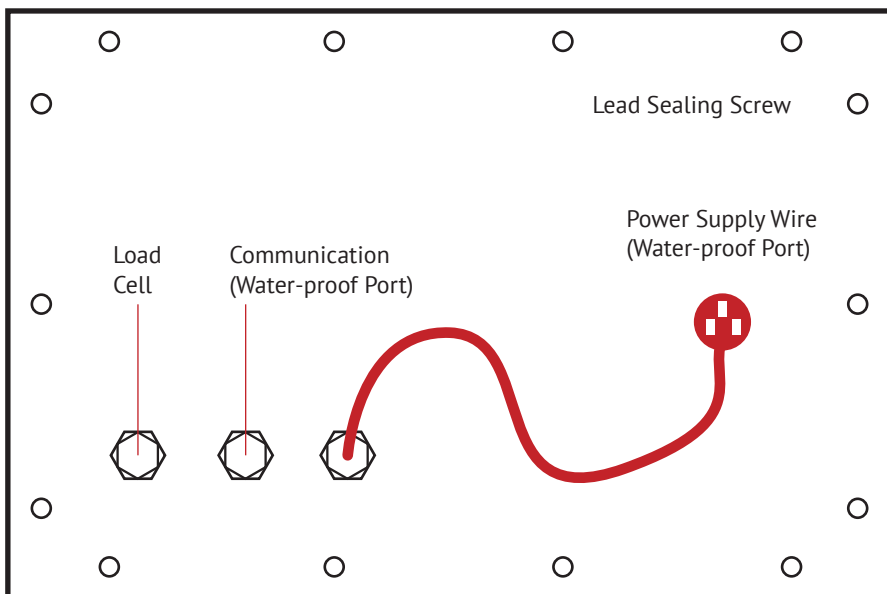 Lead Sealing Screw
Power Supply Wire
(Water-proof Port)
Load
Cell
Communication
(Water-proof Port)